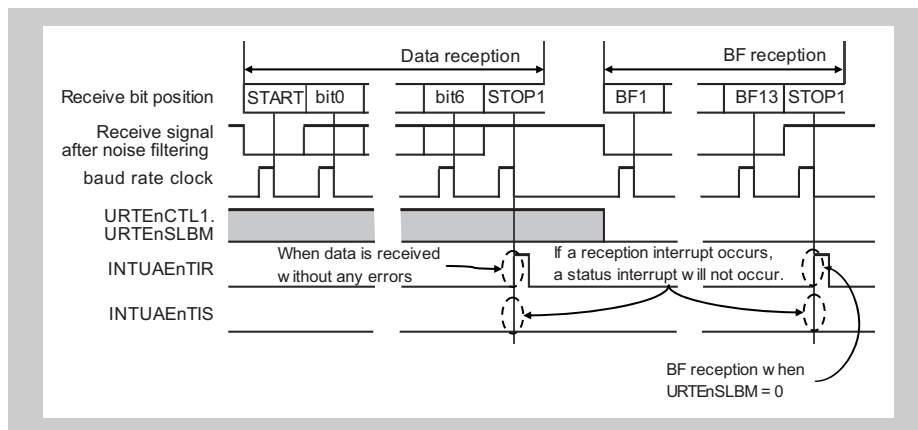 Data reception
BF reception
Receive bit position
START
bit0
bit6
STOP1
BF1
BF13
STOP1
Receive signal
after noise filtering
baud rate clock
URTEnCTL1.
URTEnSLBM
When data is received
without any errors
If a reception interrupt occurs,
a status interrupt will not occur.
INTUAEnTIR
INTUAEnTIS
BF reception when
URTEnSLBM = 0